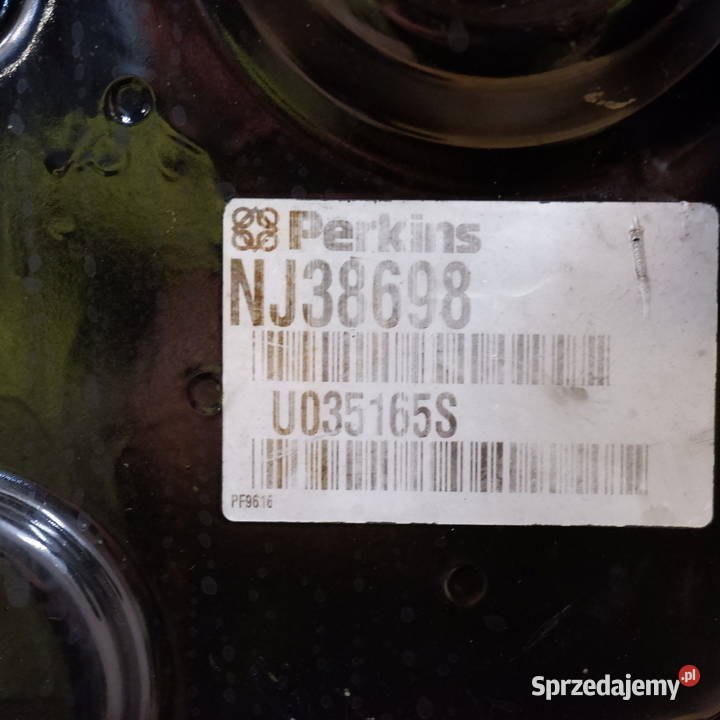 Perkins
NJ38698
U035165S
PF9616
Sprzedajemy.pl